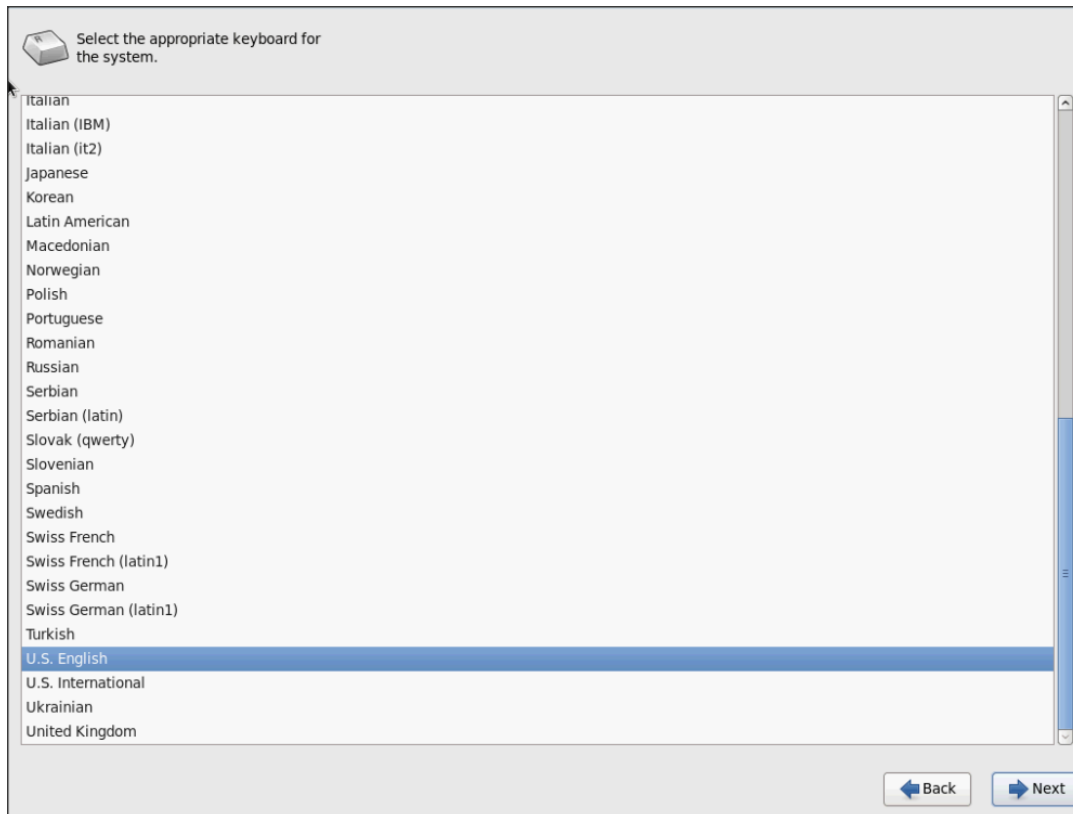 Select the appropriate keyboard for
the system.
Italian
Italian (IBM)
Italian (it2)
Japanese
Korean
Latin American
Macedonian
Norwegian
Polish
Portuguese
Romanian
Russian
Serbian
Serbian (latin)
Slovak (qwerty)
Slovenian
Spanish
Swedish
Swiss French
Swiss French (latin1)
Swiss German
Swiss German (latin1)
Turkish
U.S. English
U.S. International
Ukrainian
United Kingdom
Back
Next